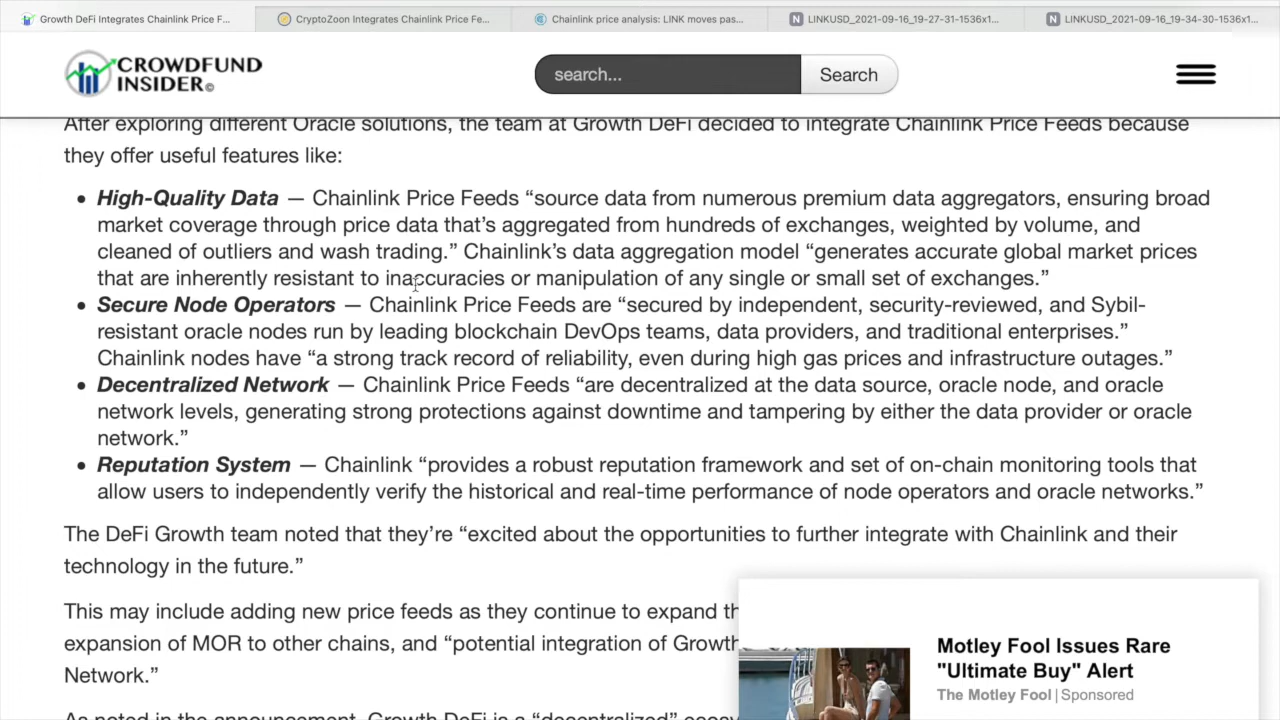 Growth DeFi Integrates Chainlink Price F...
CryptoZoon Integrates Chainlink Price Fe...
Chainlink price analysis: LINK moves pas...
LINKUSD_2021-09-16_19-27-31-1536x1...
LINKUSD_2021-09-16_19-34-30-1536x1...
CROWDFUND
INSIDER©
search...
Search
After exploring different Oracle solutions, the team at Growth DeFi decided to integrate Chainlink Price Feeds because
they offer useful features like:
• High-Quality Data — Chainlink Price Feeds “source data from numerous premium data aggregators, ensuring broad
market coverage through price data that’s aggregated from hundreds of exchanges, weighted by volume, and
cleaned of outliers and wash trading.” Chainlink’s data aggregation model “generates accurate global market prices
that are inherently resistant to inaccuracies or manipulation of any single or small set of exchanges.”
• Secure Node Operators — Chainlink Price Feeds are “secured by independent, security-reviewed, and Sybil-
resistant oracle nodes run by leading blockchain DevOps teams, data providers, and traditional enterprises.”
Chainlink nodes have “a strong track record of reliability, even during high gas prices and infrastructure outages.”
• Decentralized Network — Chainlink Price Feeds “are decentralized at the data source, oracle node, and oracle
network levels, generating strong protections against downtime and tampering by either the data provider or oracle
network.”
• Reputation System — Chainlink “provides a robust reputation framework and set of on-chain monitoring tools that
allow users to independently verify the historical and real-time performance of node operators and oracle networks.”
The DeFi Growth team noted that they’re “excited about the opportunities to further integrate with Chainlink and their
technology in the future.”
This may include adding new price feeds as they continue to expand th
expansion of MOR to other chains, and “potential integration of Growth
Network.”
As noted in the announcement, Growth DeFi is a “decentralized” ecosy
Motley Fool Issues Rare
"Ultimate Buy" Alert
The Motley Fool | Sponsored